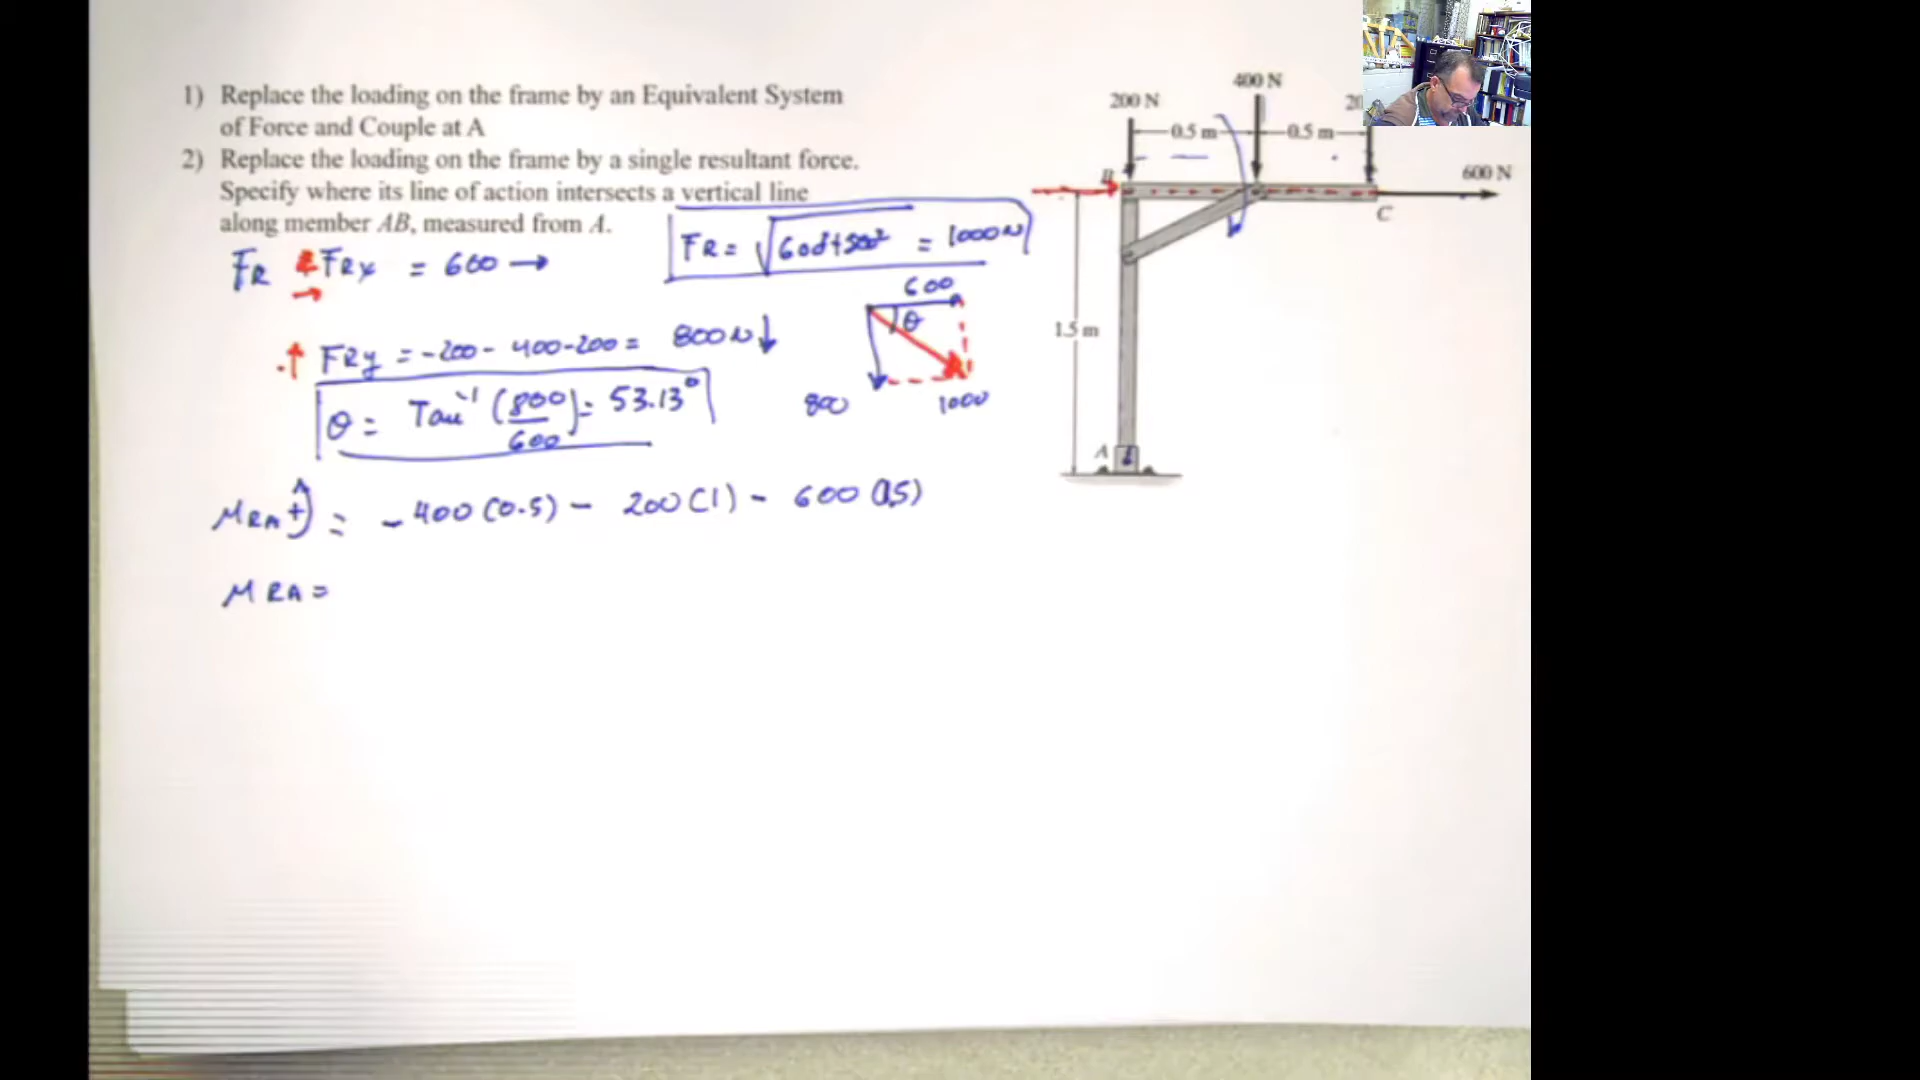 1) Replace the loading on the frame by an Equivalent System
of Force and Couple at A
2) Replace the loading on the frame by a single resultant force.
Specify where its line of action intersects a vertical line
along member AB, measured from A.
FR FRx = 600 →
FR = √600²+800² = 1000 N
↑ FRy = -200 - 400 - 200 = 800 N ↓
600
θ
800
1000
θ = Tan⁻¹ (800/600) = 53.13°
MRA + = - 400 (0.5) - 200 (1) - 600 (1.5)
MRA =
200 N
400 N
0.5 m
0.5 m
600 N
B
C
1.5 m
A